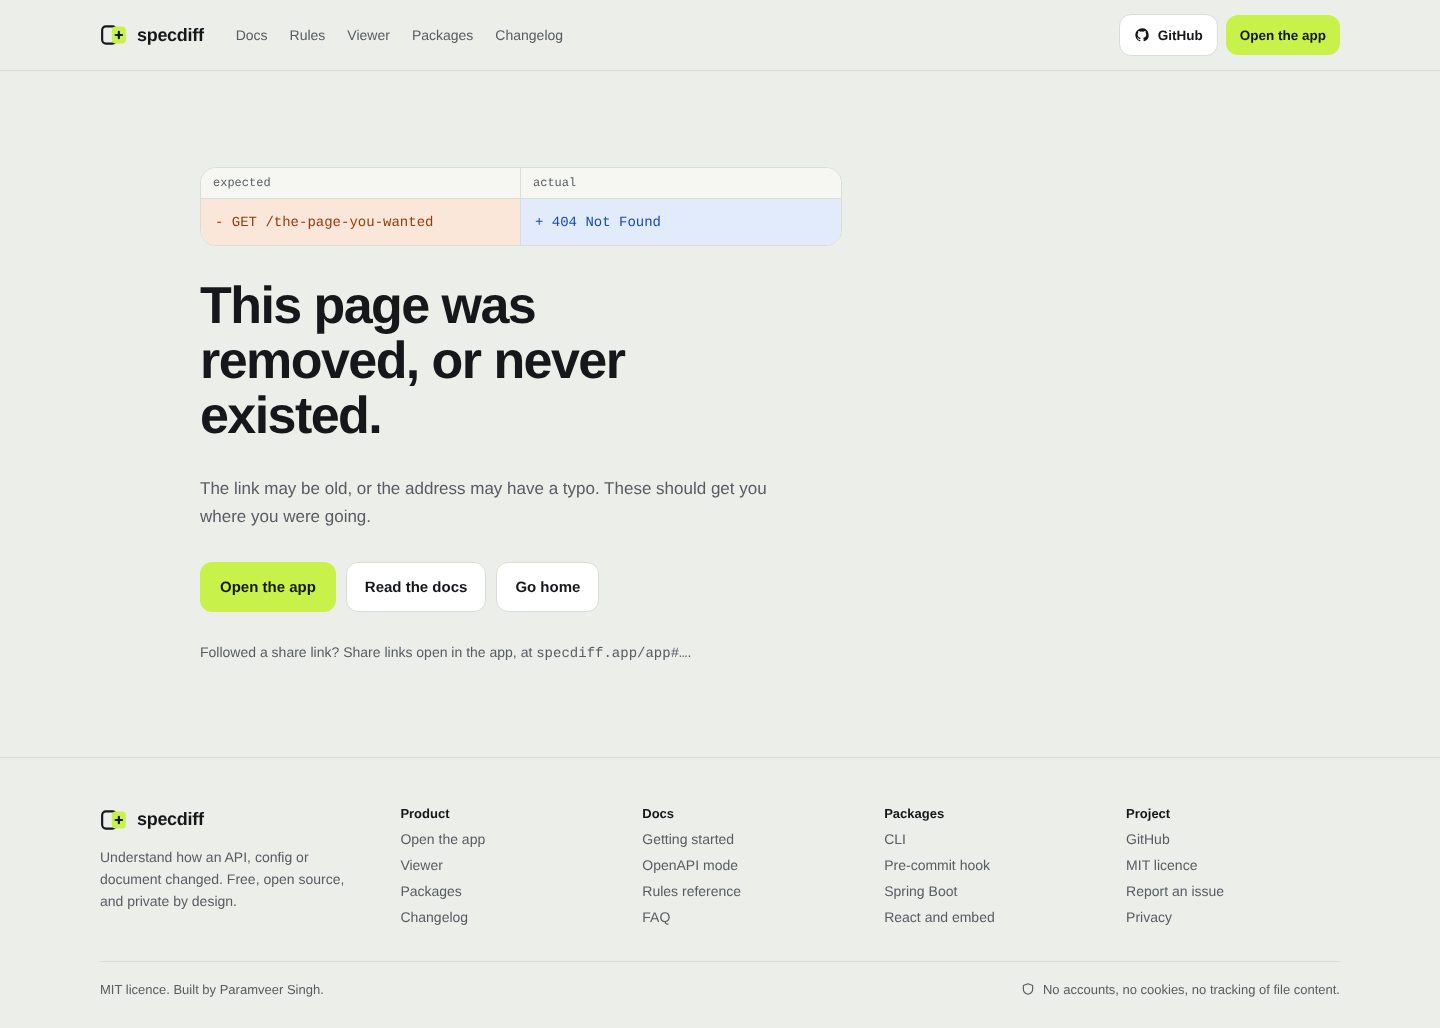 specdiff Docs Rules Viewer Packages Changelog GitHub Open the app
expected actual
- GET /the-page-you-wanted + 404 Not Found
This page was
removed, or never
existed.
The link may be old, or the address may have a typo. These should get you
where you were going.
Open the app Read the docs Go home
Followed a share link? Share links open in the app, at specdiff.app/app#….
specdiff
Understand how an API, config or
document changed. Free, open source,
and private by design.
Product
Open the app
Viewer
Packages
Changelog
Docs
Getting started
OpenAPI mode
Rules reference
FAQ
Packages
CLI
Pre-commit hook
Spring Boot
React and embed
Project
GitHub
MIT licence
Report an issue
Privacy
MIT licence. Built by Paramveer Singh.
No accounts, no cookies, no tracking of file content.